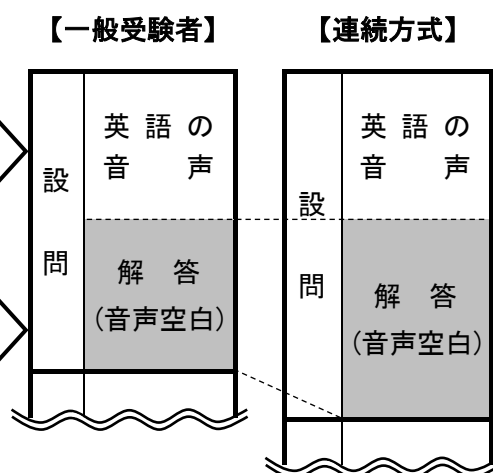 【一般受験者】
設問
英語の
音声
解答
(音声空白)
【連続方式】
設問
英語の
音声
解答
(音声空白)